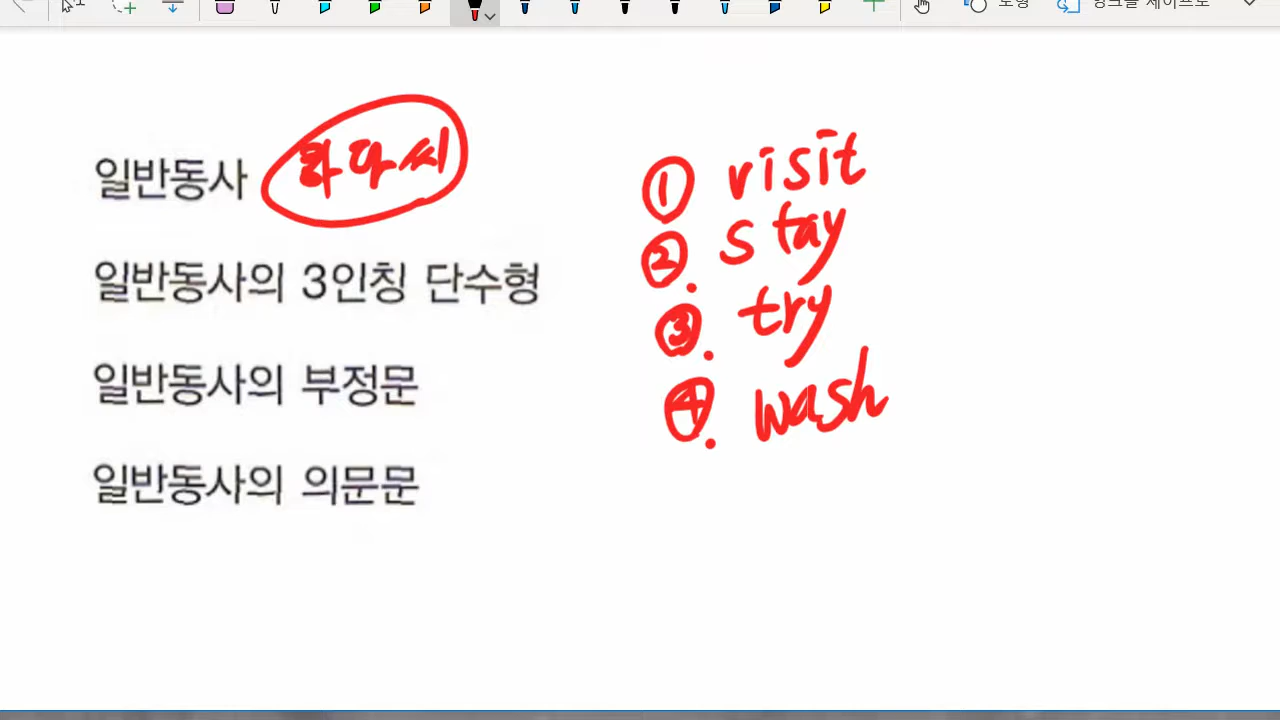 일반동사 하다씨
일반동사의 3인칭 단수형
일반동사의 부정문
일반동사의 의문문
① visit
②. stay
③. try
④. wash